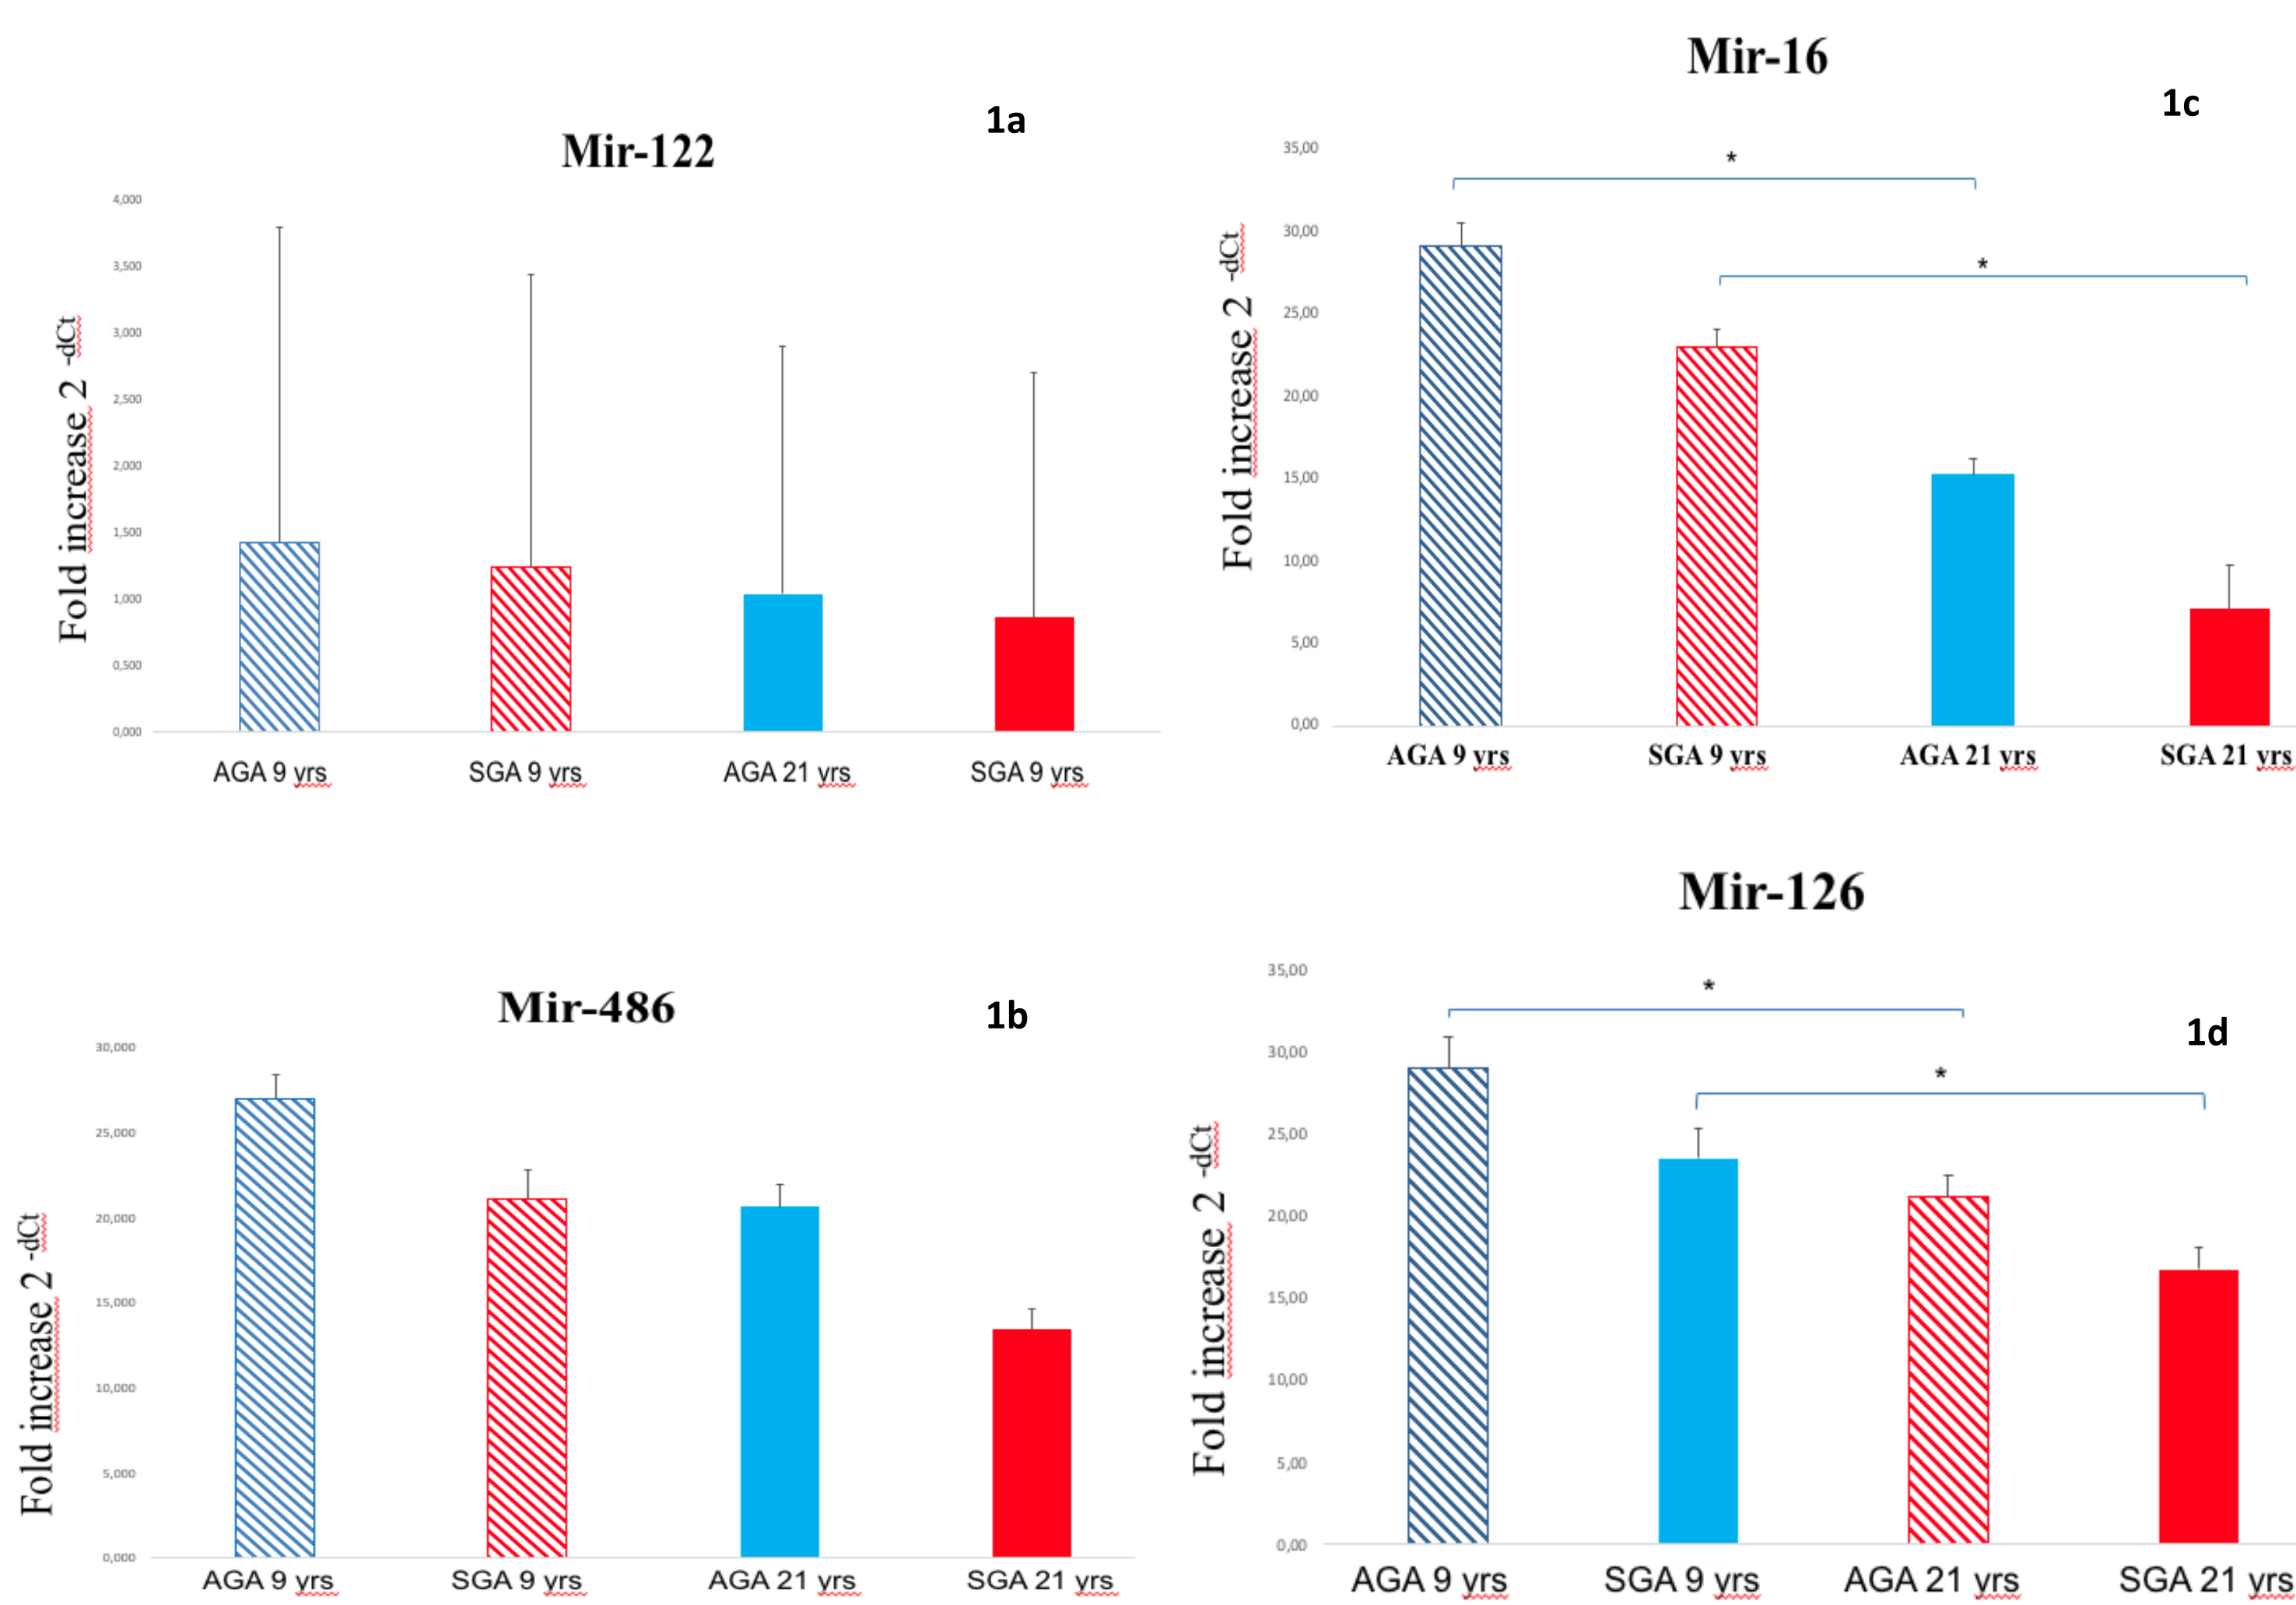 Mir-122
1a
Fold increase 2 -dCt
4,000
3,500
3,000
2,500
2,000
1,500
1,000
0,500
0,000
AGA 9 yrs
SGA 9 yrs
AGA 21 yrs
SGA 9 yrs
Mir-16
1c
Fold increase 2 -dCt
35,00
30,00
25,00
20,00
15,00
10,00
5,00
0,00
*
*
AGA 9 yrs
SGA 9 yrs
AGA 21 yrs
SGA 21 yrs
Mir-486
1b
Fold increase 2 -dCt
30,000
25,000
20,000
15,000
10,000
5,000
0,000
AGA 9 yrs
SGA 9 yrs
AGA 21 yrs
SGA 21 yrs
Mir-126
1d
Fold increase 2 -dCt
35,00
30,00
25,00
20,00
15,00
10,00
5,00
0,00
*
*
AGA 9 yrs
SGA 9 yrs
AGA 21 yrs
SGA 21 yrs